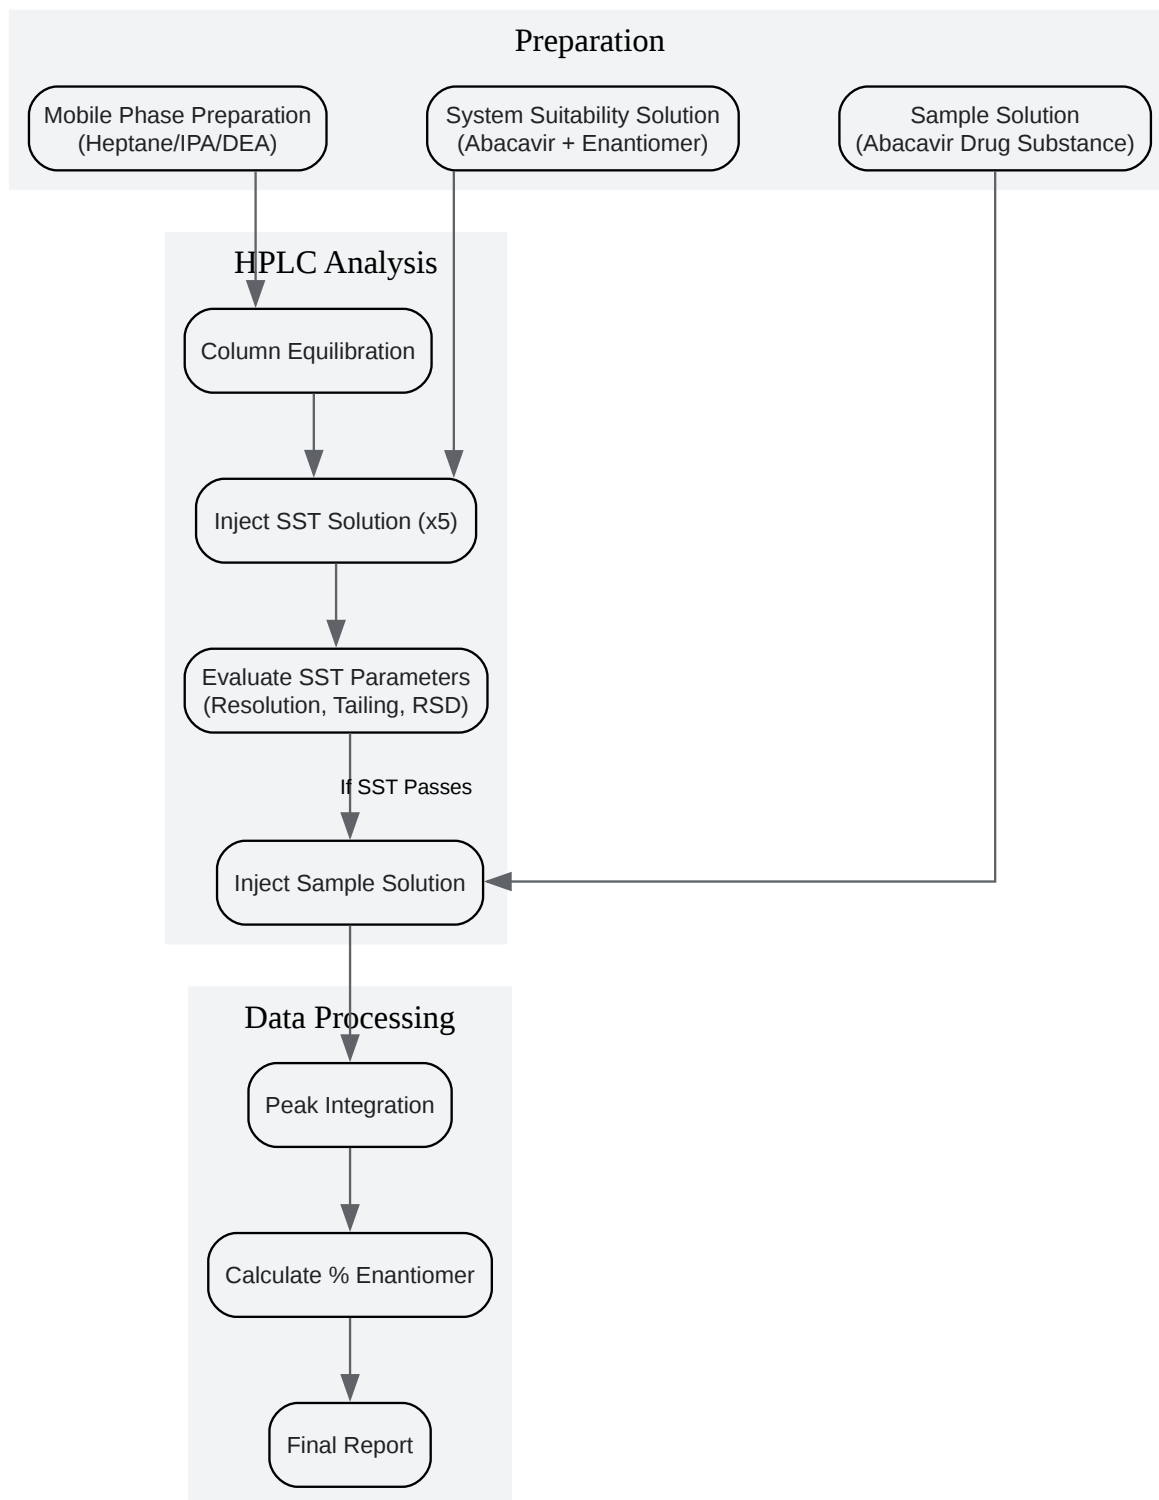 Preparation
Mobile Phase Preparation
(Heptane/IPA/DEA)
System Suitability Solution
(Abacavir + Enantiomer)
Sample Solution
(Abacavir Drug Substance)
HPLC Analysis
Column Equilibration
Inject SST Solution (x5)
Evaluate SST Parameters
(Resolution, Tailing, RSD)
If SST Passes
Inject Sample Solution
Data Processing
Peak Integration
Calculate % Enantiomer
Final Report